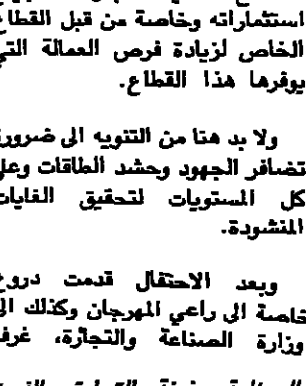 استثماراته وخاصة من قبل القطاع
الخاص لزيادة فرص العمالة التي
يوفرها هذا القطاع.
ولا بد هنا من التنويه الى ضرورة
تضافر الجهود وحشد الطاقات وعلى
كل المستويات لتحقيق الغايات
المنشودة.
وبعد الاحتفال قدمت دروع
خاصة الى راعي المهرجان وكذلك الى
وزارة الصناعة والتجارة، غرفة